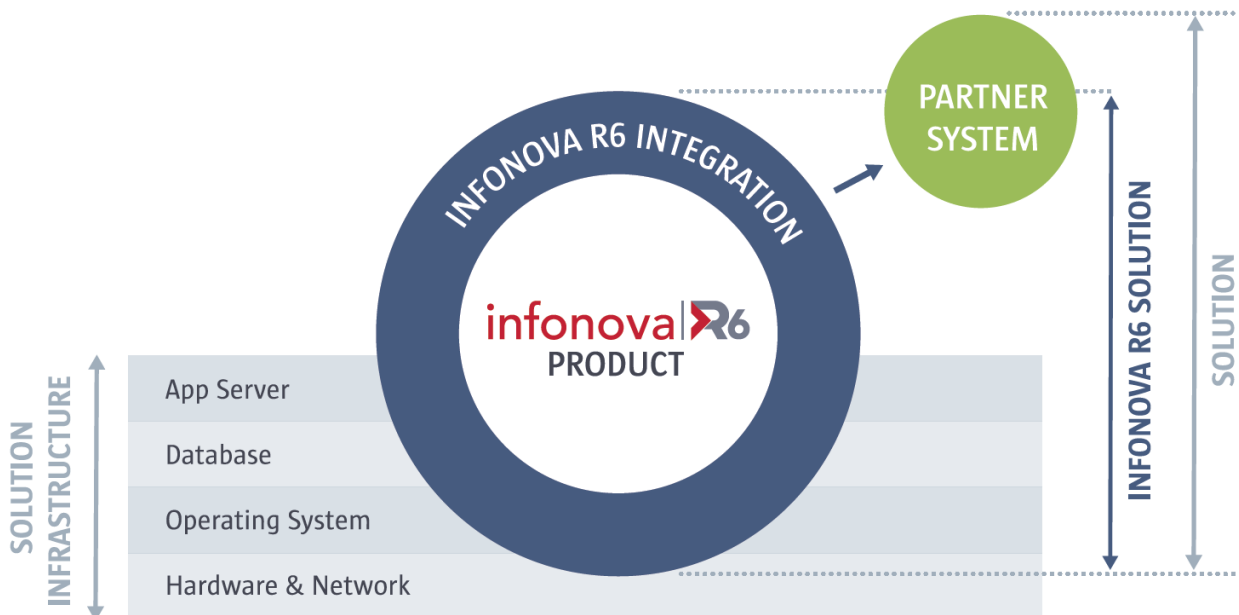 PARTNER
SYSTEM
INFONOVA R6 INTEGRATION
infonova R6
PRODUCT
App Server
Database
Operating System
Hardware & Network
SOLUTION
INFRASTRUCTURE
INFONOVA R6 SOLUTION
SOLUTION